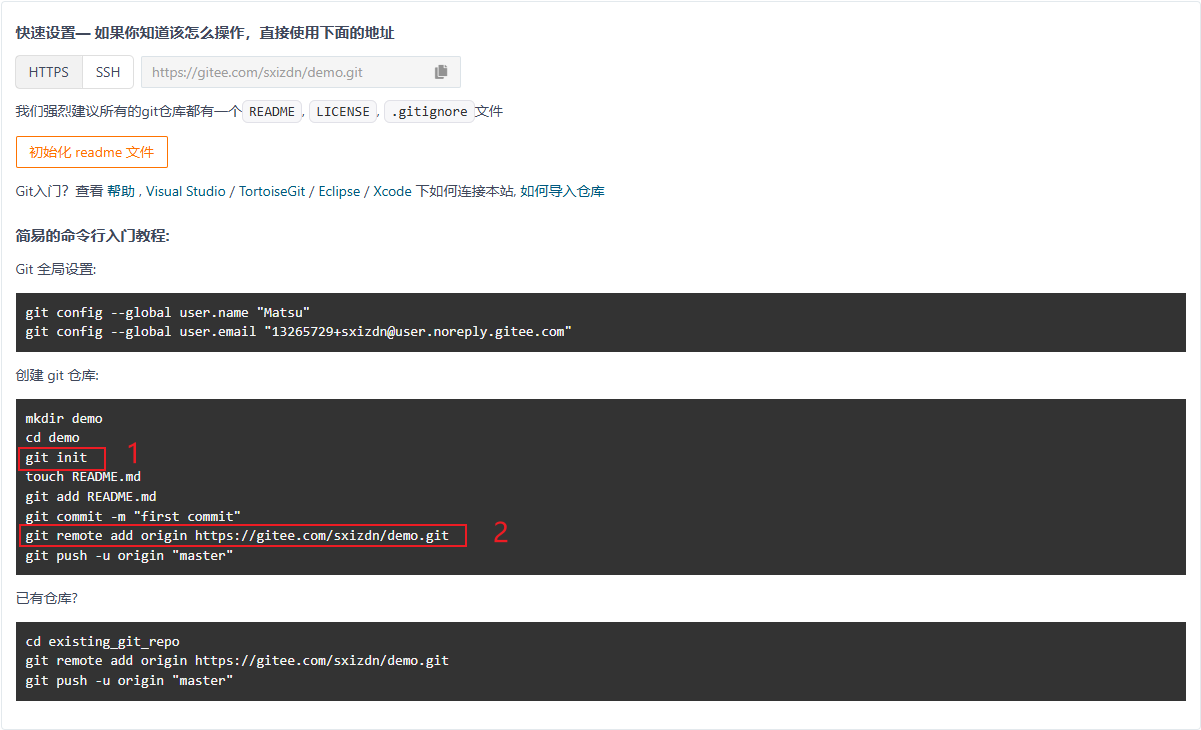 快速设置— 如果你知道该怎么操作，直接使用下面的地址
HTTPS SSH https://gitee.com/sxizdn/demo.git
我们强烈建议所有的git仓库都有一个 README , LICENSE , .gitignore 文件
初始化 readme 文件
Git入门？查看 帮助 , Visual Studio / TortoiseGit / Eclipse / Xcode 下如何连接本站, 如何导入仓库
简易的命令行入门教程:
Git 全局设置:
git config --global user.name "Matsu"
git config --global user.email "13265729+sxizdn@user.noreply.gitee.com"
创建 git 仓库:
mkdir demo
cd demo
git init 1
touch README.md
git add README.md
git commit -m "first commit"
git remote add origin https://gitee.com/sxizdn/demo.git 2
git push -u origin "master"
已有仓库?
cd existing_git_repo
git remote add origin https://gitee.com/sxizdn/demo.git
git push -u origin "master"